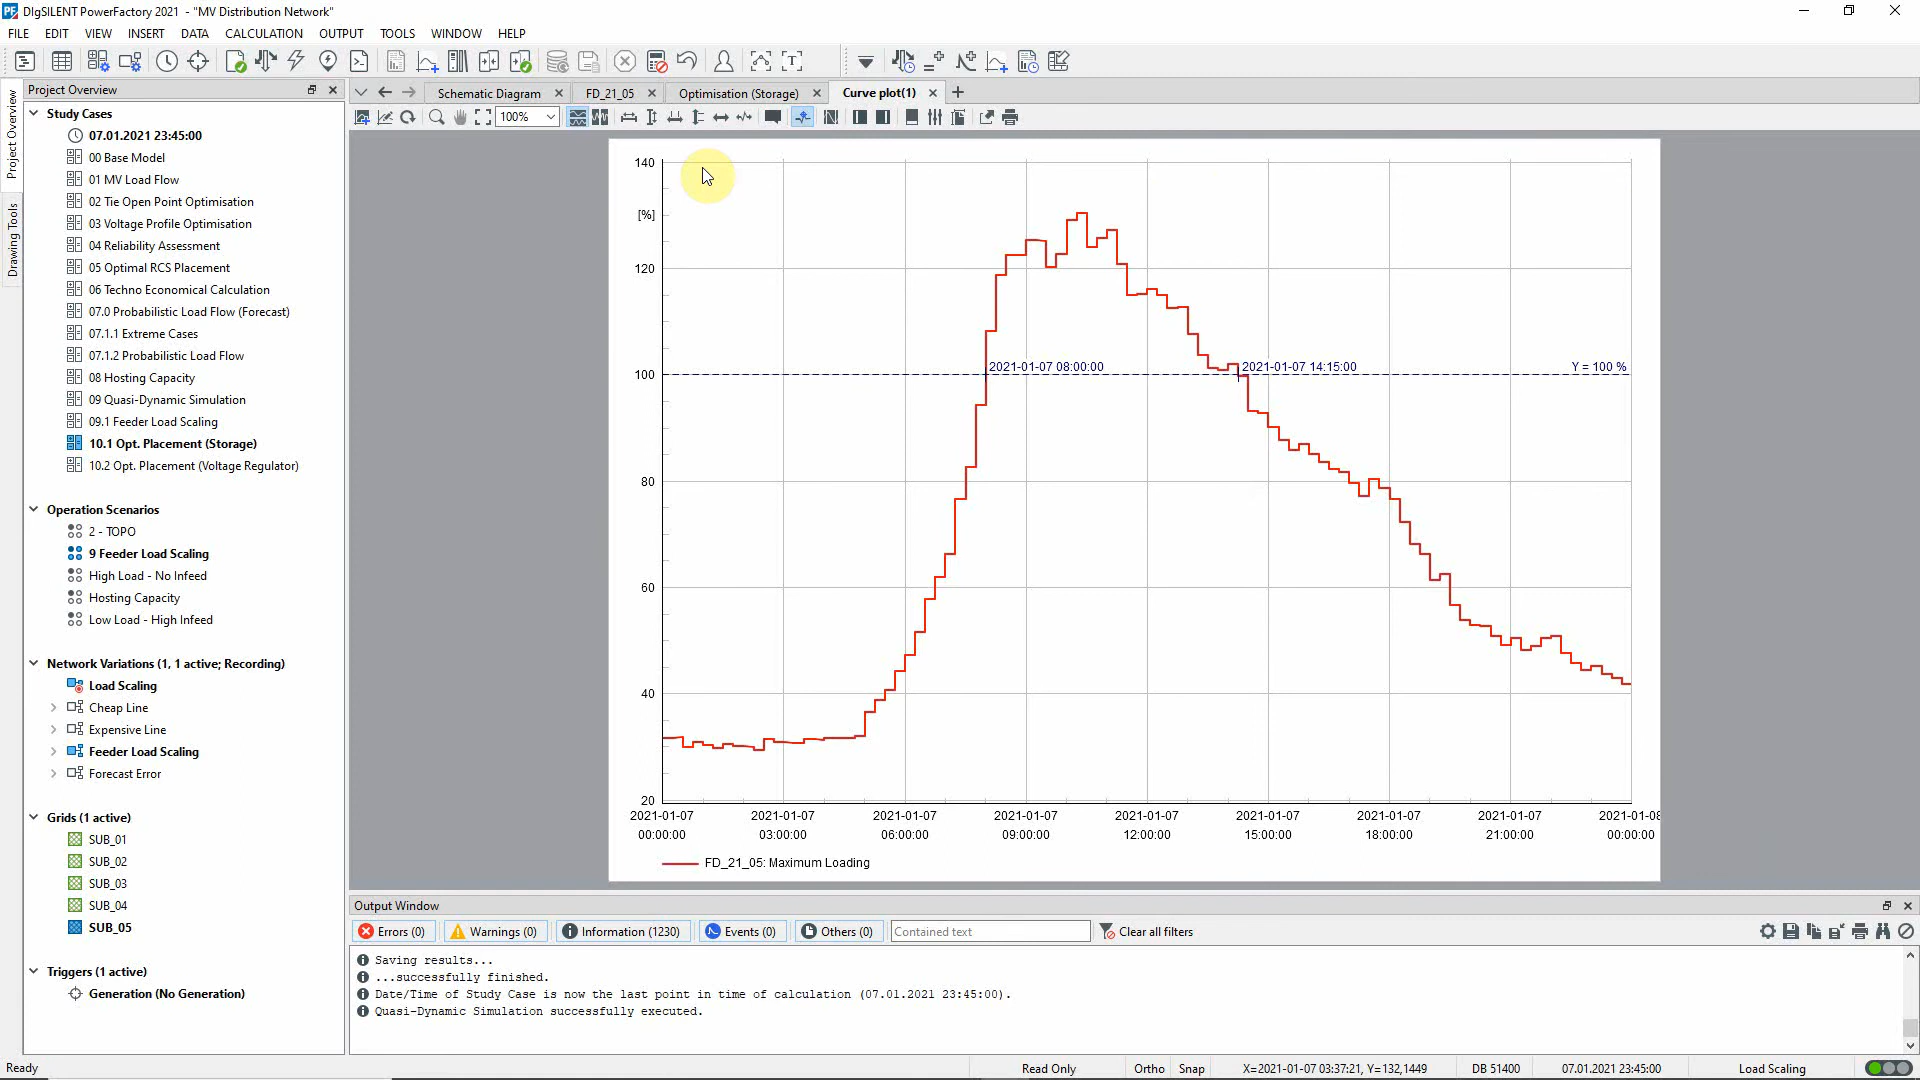 DIgSILENT PowerFactory 2021 - "MV Distribution Network"
FILE EDIT VIEW INSERT DATA CALCULATION OUTPUT TOOLS WINDOW HELP
Project Overview
Schematic Diagram
FD_21_05
Optimisation (Storage)
Curve plot(1)
100%
Project Overview
Drawing Tools
Study Cases
07.01.2021 23:45:00
00 Base Model
01 MV Load Flow
02 Tie Open Point Optimisation
03 Voltage Profile Optimisation
04 Reliability Assessment
05 Optimal RCS Placement
06 Techno Economical Calculation
07.0 Probabilistic Load Flow (Forecast)
07.1.1 Extreme Cases
07.1.2 Probabilistic Load Flow
08 Hosting Capacity
09 Quasi-Dynamic Simulation
09.1 Feeder Load Scaling
10.1 Opt. Placement (Storage)
10.2 Opt. Placement (Voltage Regulator)
Operation Scenarios
2 - TOPO
9 Feeder Load Scaling
High Load - No Infeed
Hosting Capacity
Low Load - High Infeed
Network Variations (1, 1 active; Recording)
Load Scaling
Cheap Line
Expensive Line
Feeder Load Scaling
Forecast Error
Grids (1 active)
SUB_01
SUB_02
SUB_03
SUB_04
SUB_05
Triggers (1 active)
Generation (No Generation)
140
[%]
120
100
80
60
40
20
2021-01-07 08:00:00
2021-01-07 14:15:00
Y = 100 %
2021-01-07 2021-01-07 2021-01-07 2021-01-07 2021-01-07 2021-01-07 2021-01-07 2021-01-07 2021-01-08
00:00:00 03:00:00 06:00:00 09:00:00 12:00:00 15:00:00 18:00:00 21:00:00 00:00:00
FD_21_05: Maximum Loading
Output Window
Errors (0) Warnings (0) Information (1230) Events (0) Others (0) Contained text Clear all filters
Saving results...
...successfully finished.
Date/Time of Study Case is now the last point in time of calculation (07.01.2021 23:45:00).
Quasi-Dynamic Simulation successfully executed.
Ready
Read Only
Ortho
Snap
X=2021-01-07 03:37:21, Y=132,1449
DB 51400
07.01.2021 23:45:00
Load Scaling